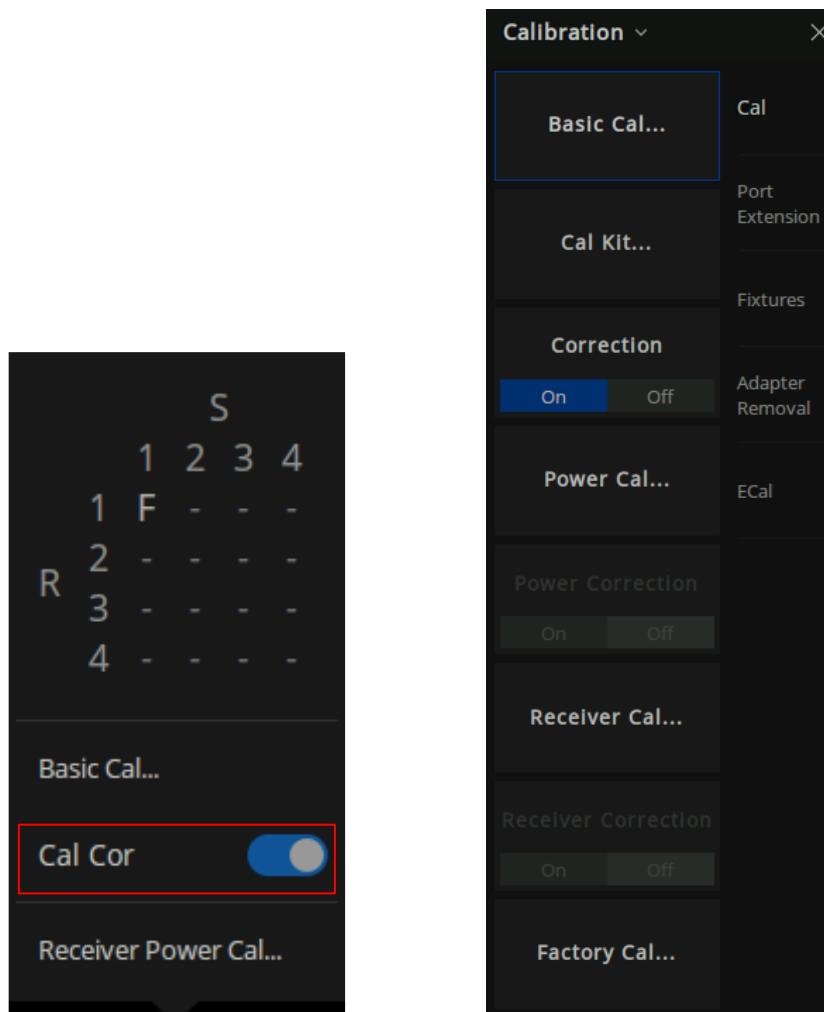 S
1 2 3 4
1 F - - -
2 - - - -
R
3 - - - -
4 - - - -
Basic Cal...
Cal Cor
Receiver Power Cal...
Calibration
Basic Cal...
Cal Kit...
Correction
On Off
Power Cal...
Power Correction
On Off
Receiver Cal...
Receiver Correction
On Off
Factory Cal...
Cal
Port
Extension
Fixtures
Adapter
Removal
ECal